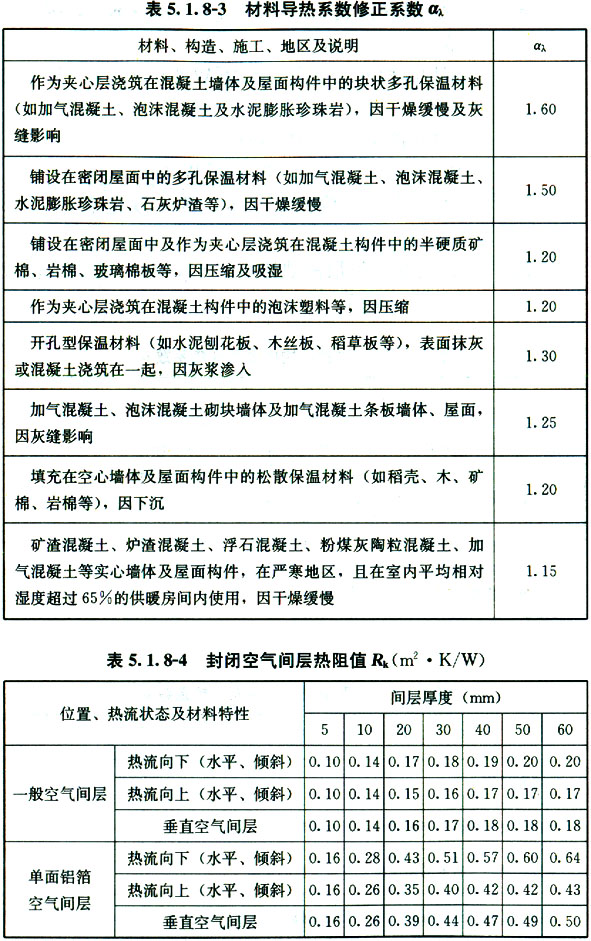 表 5.1.8-3 材料导热系数修正系数 αλ
材料、构造、施工、地区及说明 αλ
作为夹心层浇筑在混凝土墙体及屋面构件中的块状多孔保温材料
(如加气混凝土、泡沫混凝土及水泥膨胀珍珠岩),因干燥缓慢及灰
缝影响
1.60
铺设在密闭屋面中的多孔保温材料(如加气混凝土、泡沫混凝土、
水泥膨胀珍珠岩、石灰炉渣等),因干燥缓慢
1.50
铺设在密闭屋面中及作为夹心层浇筑在混凝土构件中的半硬质矿
棉、岩棉、玻璃棉板等,因压缩及吸湿
1.20
作为夹心层浇筑在混凝土构件中的泡沫塑料等,因压缩 1.20
开孔型保温材料(如水泥刨花板、木丝板、稻草板等),表面抹灰
或混凝土浇筑在一起,因灰浆渗入
1.30
加气混凝土、泡沫混凝土砌块墙体及加气混凝土条板墙体、屋面,
因灰缝影响
1.25
填充在空心墙体及屋面构件中的松散保温材料(如稻壳、木、矿
棉、岩棉等),因下沉
1.20
矿渣混凝土、炉渣混凝土、浮石混凝土、粉煤灰陶粒混凝土、加
气混凝土等实心墙体及屋面构件,在严寒地区,且在室内平均相对
湿度超过 65%的供暖房间内使用,因干燥缓慢
1.15
表 5.1.8-4 封闭空气间层热阻值 Rk(m²·K/W)
位置、热流状态及材料特性
间层厚度(mm)
5 10 20 30 40 50 60
一般空气间层
热流向下(水平、倾斜) 0.10 0.14 0.17 0.18 0.19 0.20 0.20
热流向上(水平、倾斜) 0.10 0.14 0.15 0.16 0.17 0.17 0.17
垂直空气间层 0.10 0.14 0.16 0.17 0.18 0.18 0.18
单面铝箔
空气间层
热流向下(水平、倾斜) 0.16 0.28 0.43 0.51 0.57 0.60 0.64
热流向上(水平、倾斜) 0.16 0.26 0.35 0.40 0.42 0.42 0.43
垂直空气间层 0.16 0.26 0.39 0.44 0.47 0.49 0.50